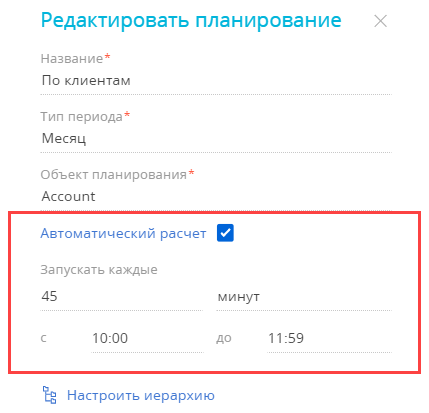 Редактировать планирование
Название*
По клиентам
Тип периода*
Месяц
Объект планирования*
Account
Автоматический расчет
Запускать каждые
45 минут
с 10:00 до 11:59
Настроить иерархию